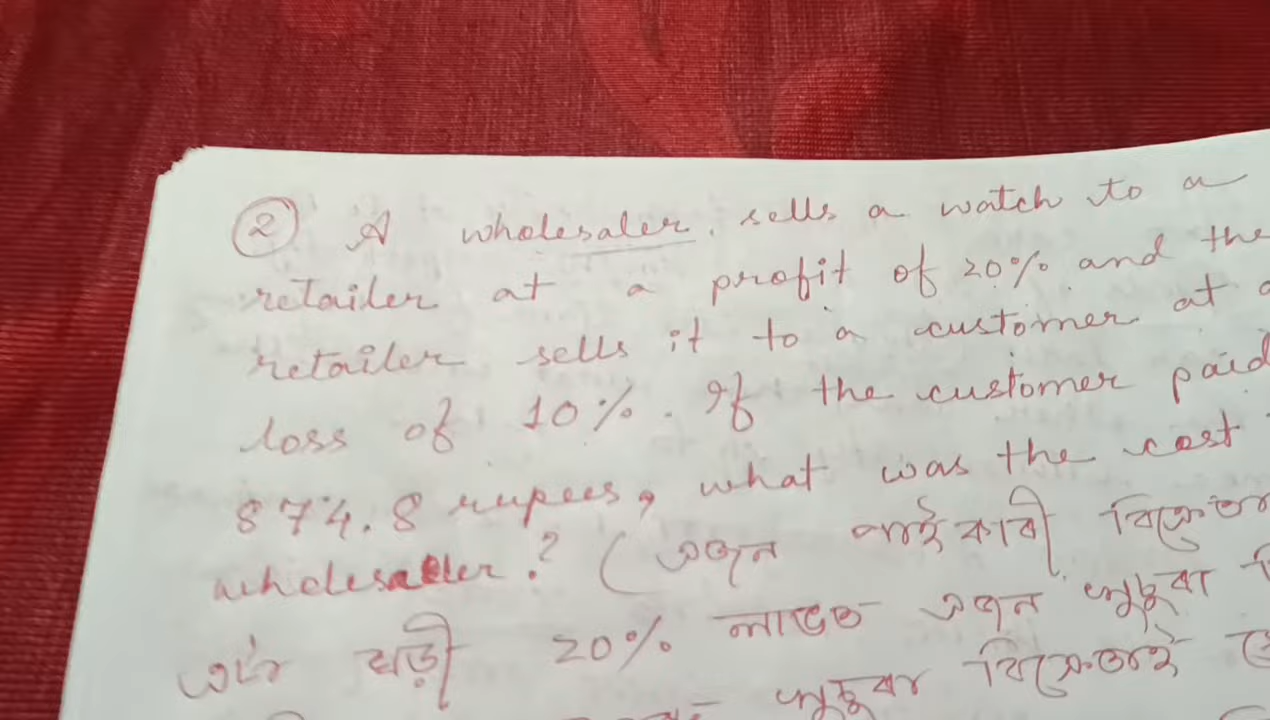 ② A wholesaler sells a watch to a
retailer at a profit of 20% and the
retailer sells it to a customer at a
loss of 10%. If the customer paid
874.8 rupees, what was the cost
wholesaler? (এজন পাইকাৰী
এটা ঘড়ী 20% লাভত এজন খুচুৰা
খুচুৰা বিক্ৰেতাই